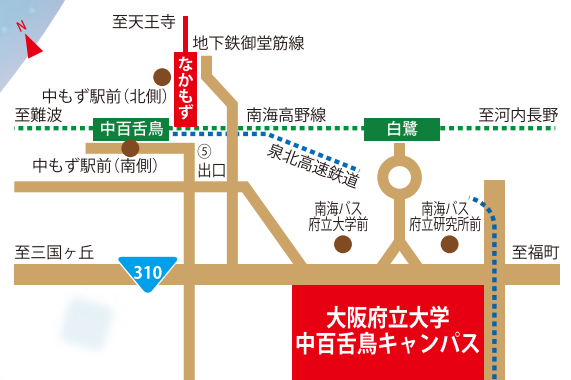 N
至天王寺
地下鉄御堂筋線
なかもず
中もず駅前（北側）
至難波
中百舌鳥
南海高野線
白鷺
至河内長野
⑤
出口
中もず駅前（南側）
泉北高速鉄道
南海バス
府立大学前
南海バス
府立研究所前
至三国ヶ丘
310
至福町
大阪府立大学
中百舌鳥キャンパス